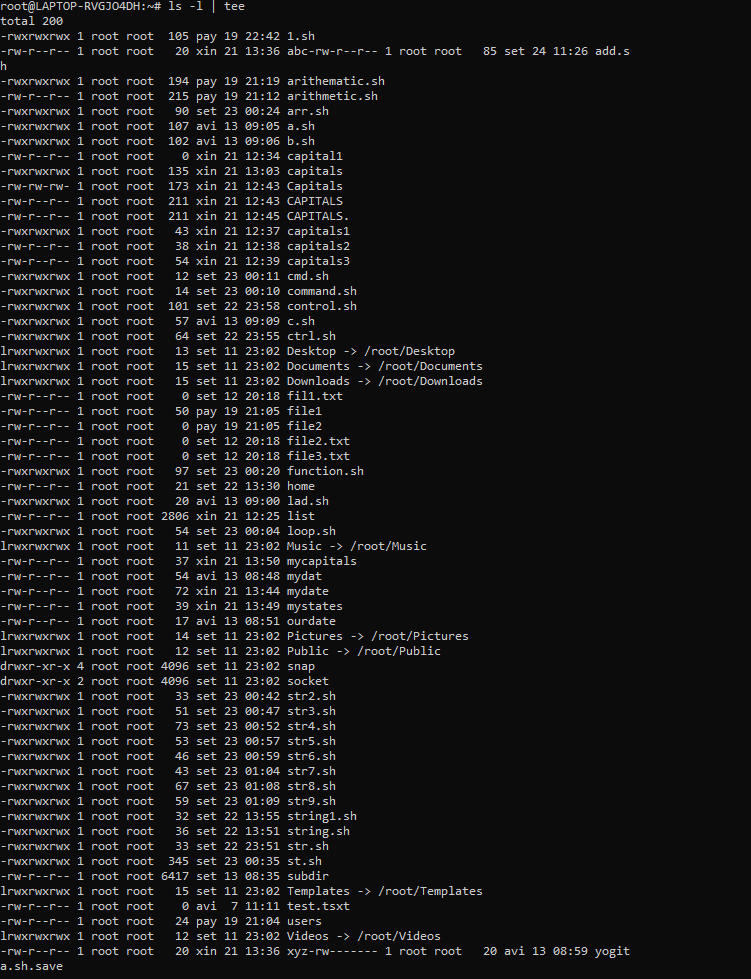 root@LAPTOP-RVGJO4DH:~# ls -l | tee
total 200
-rwxrwxrwx 1 root root  105 pay 19 22:42 1.sh
-rw-r--r-- 1 root root   20 xin 21 13:36 abc-rw-r--r-- 1 root root   85 set 24 11:26 add.s
h
-rwxrwxrwx 1 root root  194 pay 19 21:19 arithematic.sh
-rw-r--r-- 1 root root  215 pay 19 21:12 arithmetic.sh
-rwxrwxrwx 1 root root   90 set 23 00:24 arr.sh
-rwxrwxrwx 1 root root  107 avi 13 09:05 a.sh
-rwxrwxrwx 1 root root  102 avi 13 09:06 b.sh
-rw-r--r-- 1 root root    0 xin 21 12:34 capital1
-rwxrwxrwx 1 root root  135 xin 21 13:03 capitals
-rw-rw-rw- 1 root root  173 xin 21 12:43 Capitals
-rw-r--r-- 1 root root  211 xin 21 12:43 CAPITALS
-rw-r--r-- 1 root root  211 xin 21 12:45 CAPITALS.
-rw-r--r-- 1 root root   43 xin 21 12:37 capitals1
-rw-r--r-- 1 root root   38 xin 21 12:38 capitals2
-rw-r--r-- 1 root root   54 xin 21 12:39 capitals3
-rwxrwxrwx 1 root root   12 set 23 00:11 cmd.sh
-rwxrwxrwx 1 root root   14 set 23 00:10 command.sh
-rwxrwxrwx 1 root root  101 set 22 23:58 control.sh
-rwxrwxrwx 1 root root   57 avi 13 09:09 c.sh
-rwxrwxrwx 1 root root   64 set 22 23:55 ctrl.sh
lrwxrwxrwx 1 root root   13 set 11 23:02 Desktop -> /root/Desktop
lrwxrwxrwx 1 root root   15 set 11 23:02 Documents -> /root/Documents
lrwxrwxrwx 1 root root   15 set 11 23:02 Downloads -> /root/Downloads
-rw-r--r-- 1 root root    0 set 12 20:18 fil1.txt
-rw-r--r-- 1 root root   50 pay 19 21:05 file1
-rw-r--r-- 1 root root    0 pay 19 21:05 file2
-rw-r--r-- 1 root root    0 set 12 20:18 file2.txt
-rw-r--r-- 1 root root    0 set 12 20:18 file3.txt
-rwxrwxrwx 1 root root   97 set 23 00:20 function.sh
-rw-r--r-- 1 root root   21 set 22 13:30 home
-rwxrwxrwx 1 root root   20 avi 13 09:00 lad.sh
-rw-r--r-- 1 root root 2806 xin 21 12:25 list
-rwxrwxrwx 1 root root   54 set 23 00:04 loop.sh
lrwxrwxrwx 1 root root   11 set 11 23:02 Music -> /root/Music
-rw-r--r-- 1 root root   37 xin 21 13:50 mycapitals
-rw-r--r-- 1 root root   54 avi 13 08:48 mydat
-rw-r--r-- 1 root root   72 xin 21 13:44 mydate
-rw-r--r-- 1 root root   39 xin 21 13:49 mystates
-rw-r--r-- 1 root root   17 avi 13 08:51 ourdate
lrwxrwxrwx 1 root root   14 set 11 23:02 Pictures -> /root/Pictures
lrwxrwxrwx 1 root root   12 set 11 23:02 Public -> /root/Public
drwxr-xr-x 4 root root 4096 set 11 23:02 snap
drwxr-xr-x 2 root root 4096 set 11 23:02 socket
-rwxrwxrwx 1 root root   33 set 23 00:42 str2.sh
-rwxrwxrwx 1 root root   51 set 23 00:47 str3.sh
-rwxrwxrwx 1 root root   73 set 23 00:52 str4.sh
-rwxrwxrwx 1 root root   53 set 23 00:57 str5.sh
-rwxrwxrwx 1 root root   46 set 23 00:59 str6.sh
-rwxrwxrwx 1 root root   43 set 23 01:04 str7.sh
-rwxrwxrwx 1 root root   67 set 23 01:08 str8.sh
-rwxrwxrwx 1 root root   59 set 23 01:09 str9.sh
-rwxrwxrwx 1 root root   32 set 22 13:55 string1.sh
-rwxrwxrwx 1 root root   36 set 22 13:51 string.sh
-rwxrwxrwx 1 root root   33 set 22 23:51 str.sh
-rwxrwxrwx 1 root root  345 set 23 00:35 st.sh
-rwxrwxrwx 1 root root 6417 set 13 08:35 subdir
lrwxrwxrwx 1 root root   15 set 11 23:02 Templates -> /root/Templates
-rw-r--r-- 1 root root    0 avi  7 11:11 test.tsxt
-rw-r--r-- 1 root root   24 pay 19 21:04 users
lrwxrwxrwx 1 root root   12 set 11 23:02 Videos -> /root/Videos
-rw-r--r-- 1 root root   20 xin 21 13:36 xyz-rw------- 1 root root   20 avi 13 08:59 yogit
a.sh.save